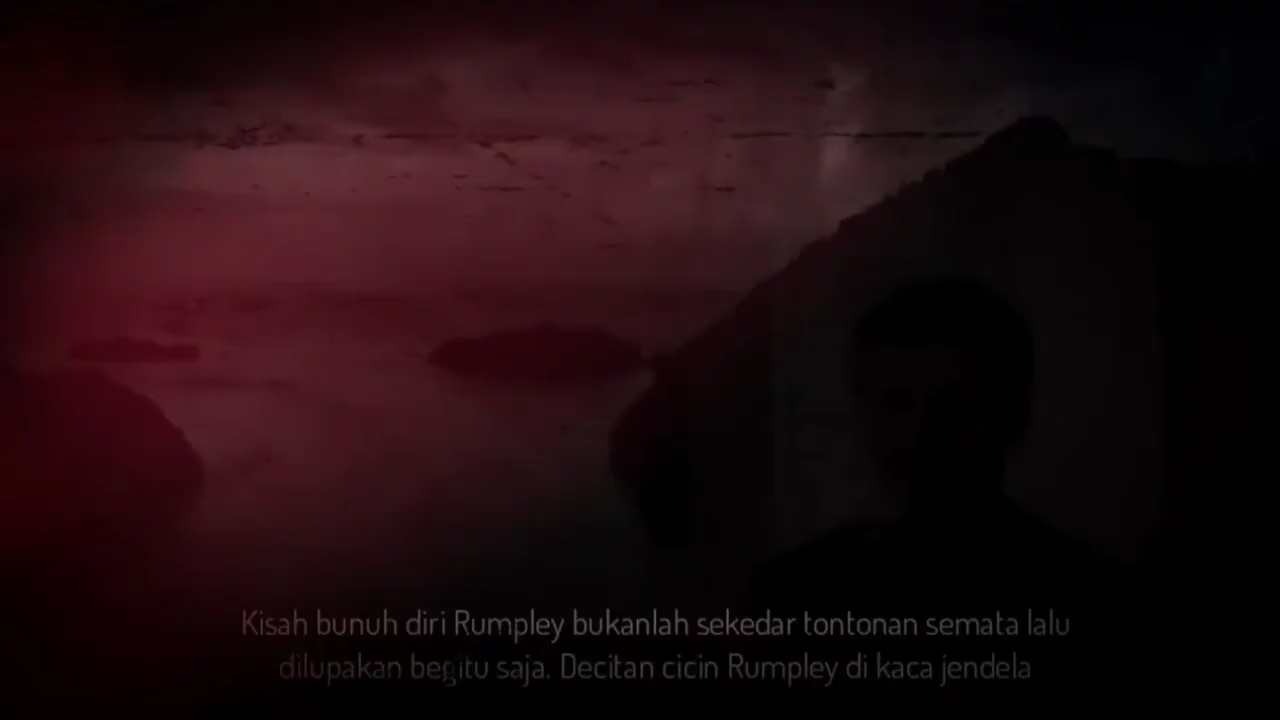 Kisah bunuh diri Rumpley bukanlah sekedar tontonan semata lalu
dilupakan begitu saja. Decitan cicin Rumpley di kaca jendela